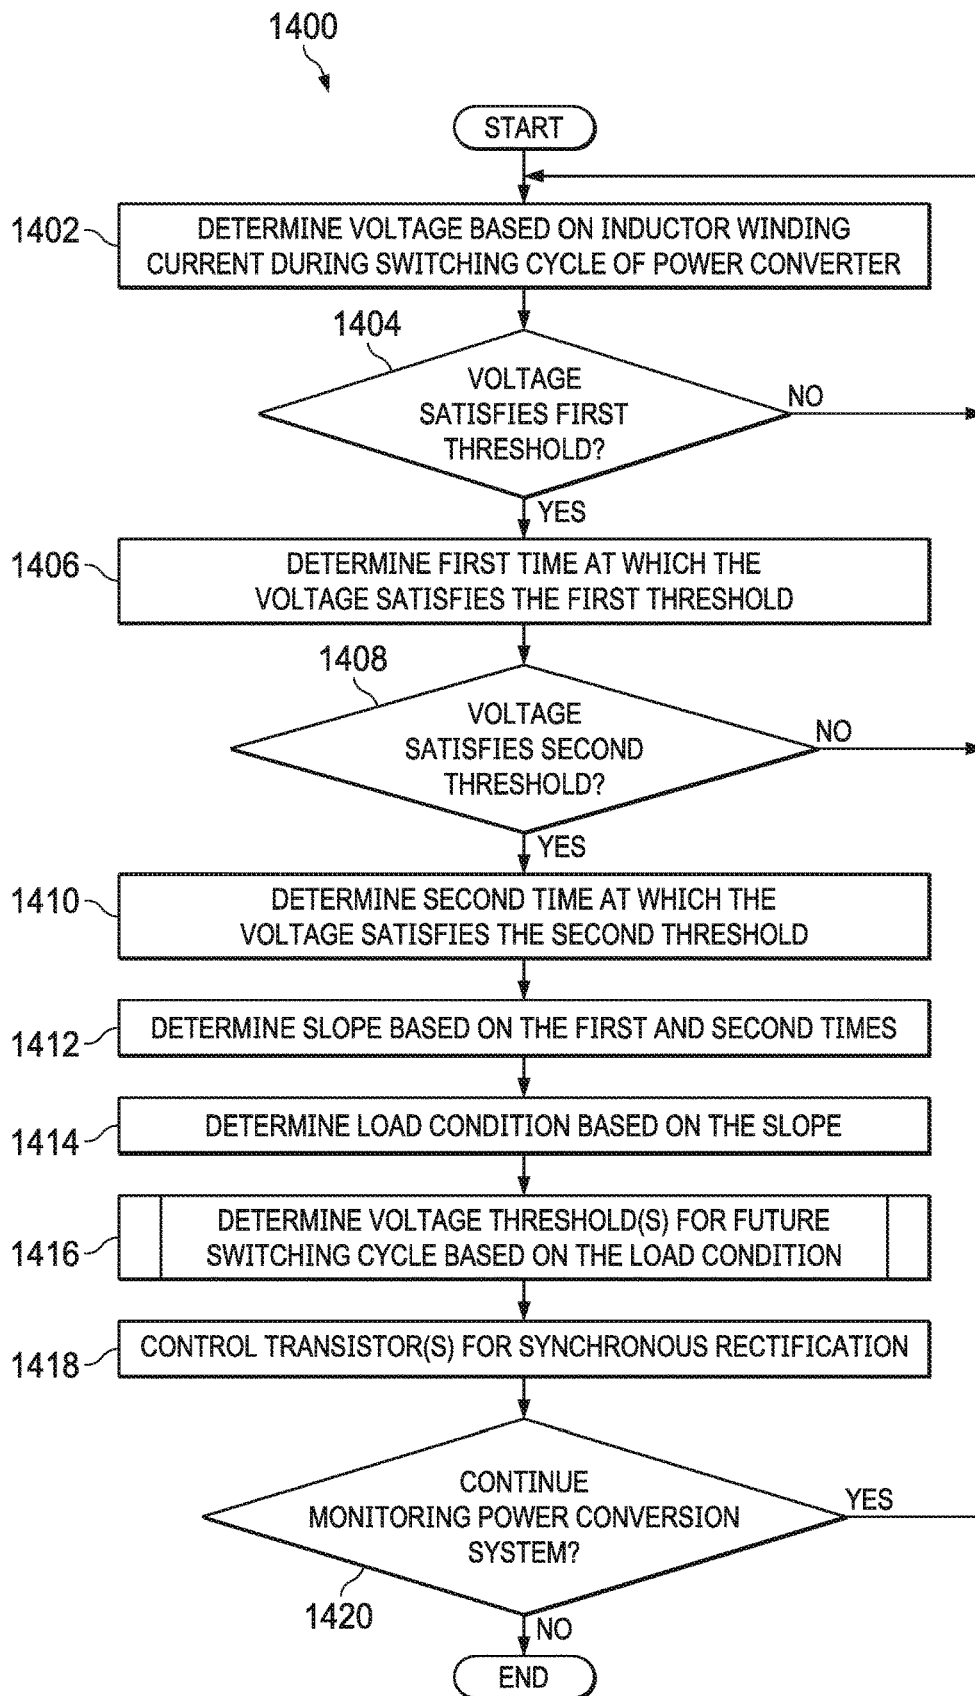 1400
START
1402
DETERMINE VOLTAGE BASED ON INDUCTOR WINDING
CURRENT DURING SWITCHING CYCLE OF POWER CONVERTER
1404
VOLTAGE
SATISFIES FIRST
THRESHOLD?
NO
YES
1406
DETERMINE FIRST TIME AT WHICH THE
VOLTAGE SATISFIES THE FIRST THRESHOLD
1408
VOLTAGE
SATISFIES SECOND
THRESHOLD?
NO
YES
1410
DETERMINE SECOND TIME AT WHICH THE
VOLTAGE SATISFIES THE SECOND THRESHOLD
1412
DETERMINE SLOPE BASED ON THE FIRST AND SECOND TIMES
1414
DETERMINE LOAD CONDITION BASED ON THE SLOPE
1416
DETERMINE VOLTAGE THRESHOLD(S) FOR FUTURE
SWITCHING CYCLE BASED ON THE LOAD CONDITION
1418
CONTROL TRANSISTOR(S) FOR SYNCHRONOUS RECTIFICATION
CONTINUE
MONITORING POWER CONVERSION
SYSTEM?
YES
1420
NO
END